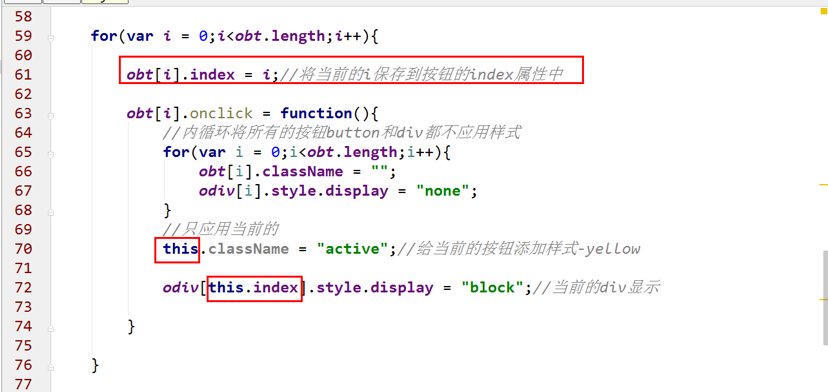 58
59 for(var i = 0;i<obt.length;i++){
60
61 obt[i].index = i;//将当前的i保存到按钮的index属性中
62
63 obt[i].onclick = function(){
64 //内循环将所有的按钮button和div都不应用样式
65 for(var i = 0;i<obt.length;i++){
66 obt[i].className = "";
67 odiv[i].style.display = "none";
68 }
69 //只应用当前的
70 this.className = "active";//给当前的按钮添加样式-yellow
71
72 odiv[this.index].style.display = "block";//当前的div显示
73
74 }
75
76 }
77